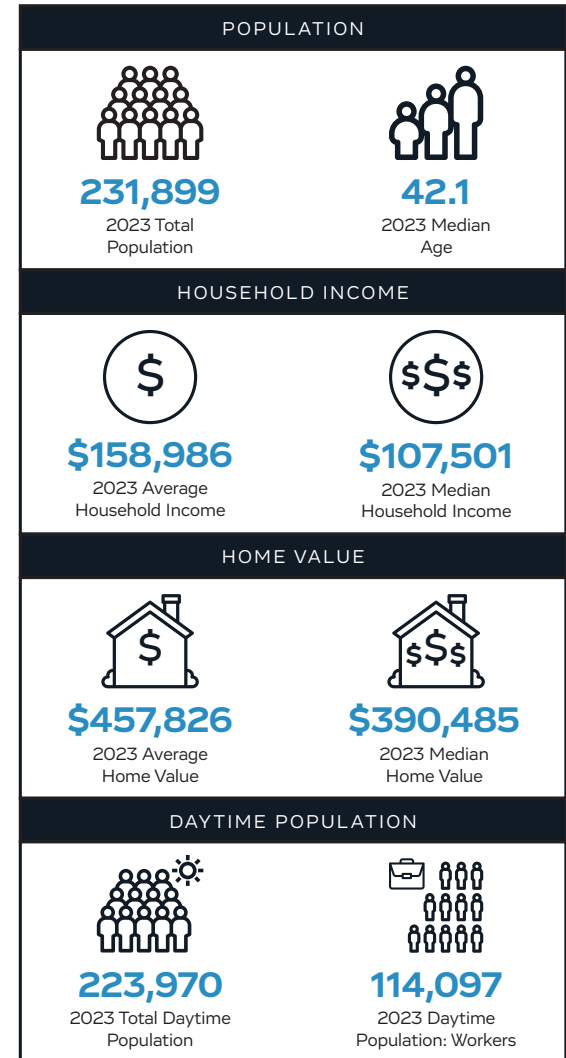 POPULATION
231,899
2023 Total
Population
42.1
2023 Median
Age
HOUSEHOLD INCOME
$
$158,986
2023 Average
Household Income
$$$
$107,501
2023 Median
Household Income
HOME VALUE
$
$457,826
2023 Average
Home Value
$$$
$390,485
2023 Median
Home Value
DAYTIME POPULATION
223,970
2023 Total Daytime
Population
114,097
2023 Daytime
Population: Workers